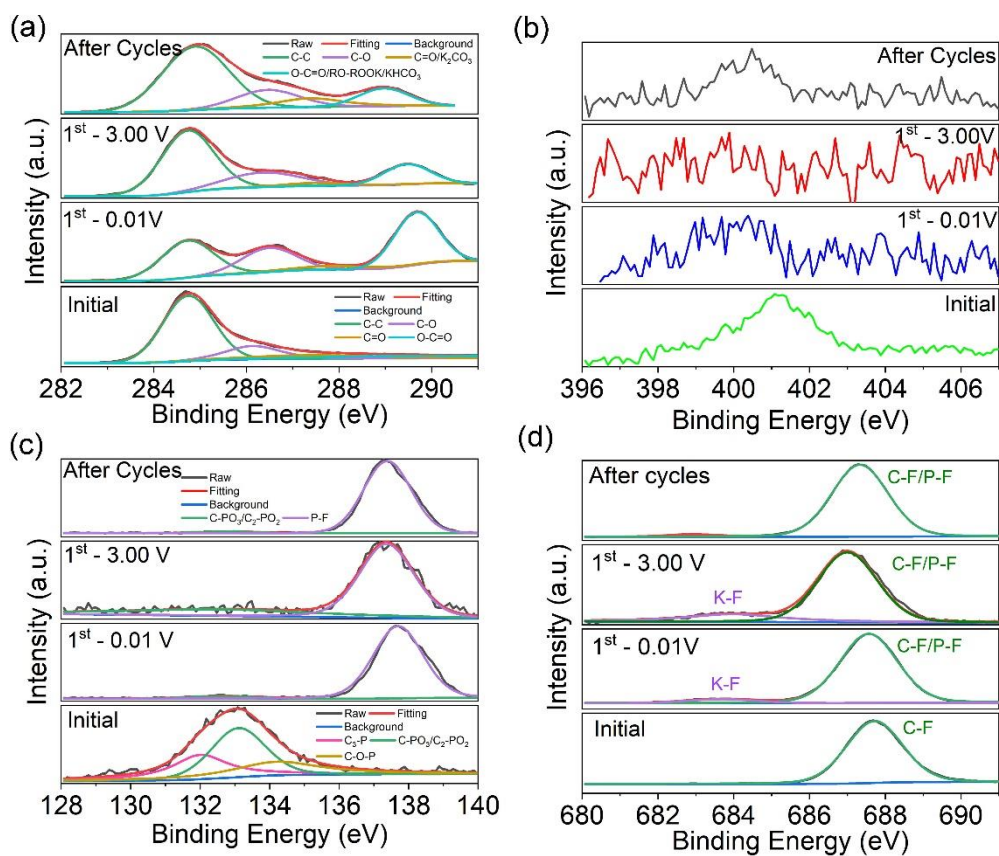 (a)
After Cycles
Raw Fitting Background
C-C C-O C=O/K₂CO₃
O-C=O/RO-ROOK/KHCO₃
1ˢᵗ - 3.00 V
1ˢᵗ - 0.01V
Initial
Raw Fitting
Background
C-C C-O
C=O O-C=O
Intensity (a.u.)
282 284 286 288 290
Binding Energy (eV)
(b)
After Cycles
1ˢᵗ - 3.00V
1ˢᵗ - 0.01V
Initial
Intensity (a.u.)
396 398 400 402 404 406
Binding Energy (eV)
(c)
After Cycles
Raw
Fitting
Background
C-PO₃/C₂-PO₂ P-F
1ˢᵗ - 3.00 V
1ˢᵗ - 0.01 V
Initial
Raw Fitting
Background
C₃-P C-PO₃/C₂-PO₂
C-O-P
Intensity (a.u.)
128 131 132 134 137 138 140
Binding Energy (eV)
(d)
After cycles
C-F/P-F
1ˢᵗ - 3.00 V
C-F/P-F
K-F
1ˢᵗ - 0.01V
C-F/P-F
K-F
Initial
C-F
Intensity (a.u.)
680 682 684 686 688 690
Binding Energy (eV)